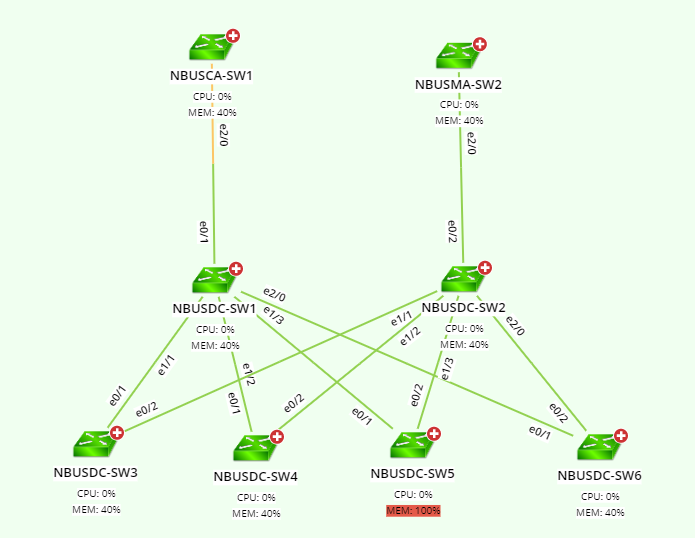 NBUSCA-SW1
CPU: 0%
MEM: 40%
e2/0
NBUSMA-SW2
CPU: 0%
MEM: 40%
e2/0
e0/1
e0/2
NBUSDC-SW1
CPU: 0%
MEM: 40%
e2/0
e1/3
e1/1
e1/2
NBUSDC-SW2
CPU: 0%
MEM: 40%
e1/1
e1/2
e1/3
e2/0
e0/1
e0/2
e0/1
e0/2
e0/1
e0/2
e0/1
e0/2
NBUSDC-SW3
CPU: 0%
MEM: 40%
NBUSDC-SW4
CPU: 0%
MEM: 40%
NBUSDC-SW5
CPU: 0%
MEM: 100%
NBUSDC-SW6
CPU: 0%
MEM: 40%